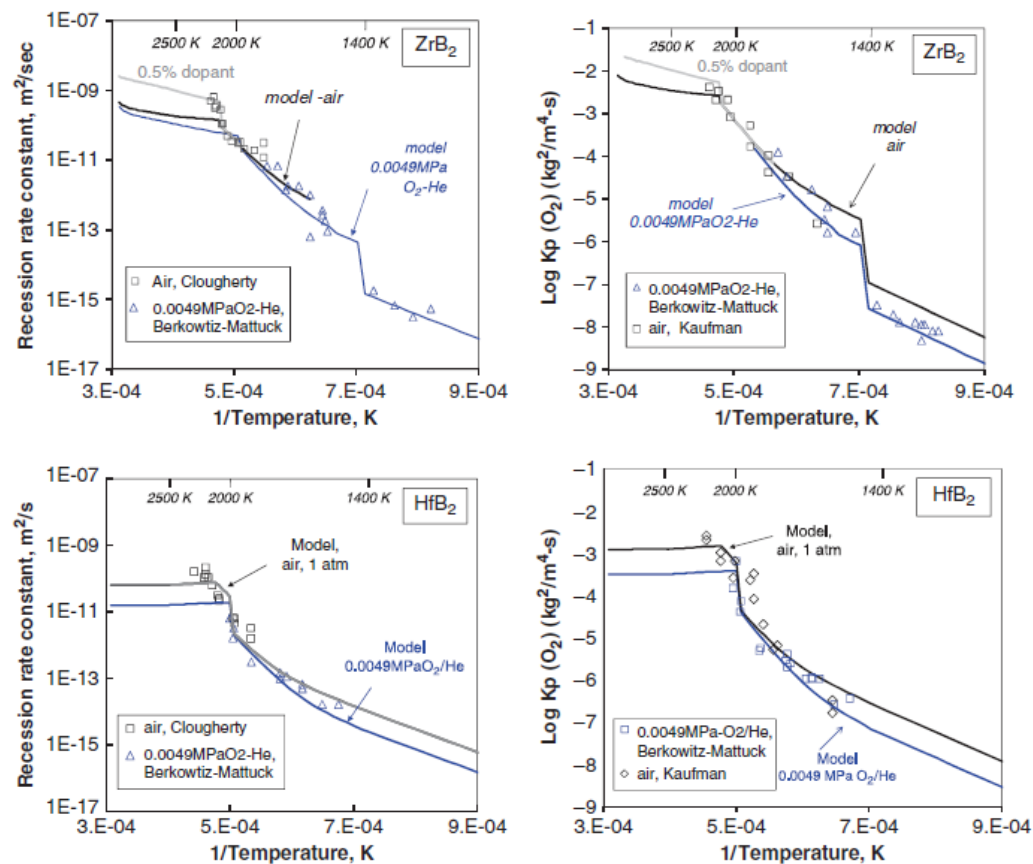 Recession rate constant, m²/sec
1E-07
1E-09
1E-11
1E-13
1E-15
1E-17
2500 K
2000 K
1400 K
ZrB₂
0.5% dopant
model -air
model
0.0049MPa
O₂-He
Air, Clougherty
0.0049MPaO2-He,
Berkowtiz-Mattuck
3.E-04
5.E-04
7.E-04
9.E-04
1/Temperature, K
Log Kp (O₂) (kg²/m⁴-s)
−1
−2
−3
−4
−5
−6
−7
−8
−9
2500 K
2000 K
1400 K
ZrB₂
0.5% dopant
model
air
model
0.0049MPaO2-He
0.0049MPaO2-He,
Berkowitz-Mattuck
air, Kaufman
3.E-04
5.E-04
7.E-04
9.E-04
1/Temperature, K
Recession rate constant, m²/s
1E-07
1E-09
1E-11
1E-13
1E-15
1E-17
2500 K
2000 K
1400 K
HfB₂
Model,
air, 1 atm
Model
0.0049MPaO₂/He
air, Clougherty
0.0049MPaO2-He,
Berkowtiz-Mattuck
3.E-04
5.E-04
7.E-04
9.E-04
1/Temperature, K
Log Kp (O₂) (kg²/m⁴-s)
−1
−2
−3
−4
−5
−6
−7
−8
−9
2500 K
2000 K
1400 K
HfB₂
Model
air, 1 atm
0.0049MPa-O2/He,
Berkowitz-Mattuck
air, Kaufman
Model
0.0049 MPa O₂/He
3.E-04
5.E-04
7.E-04
9.E-04
1/Temperature, K